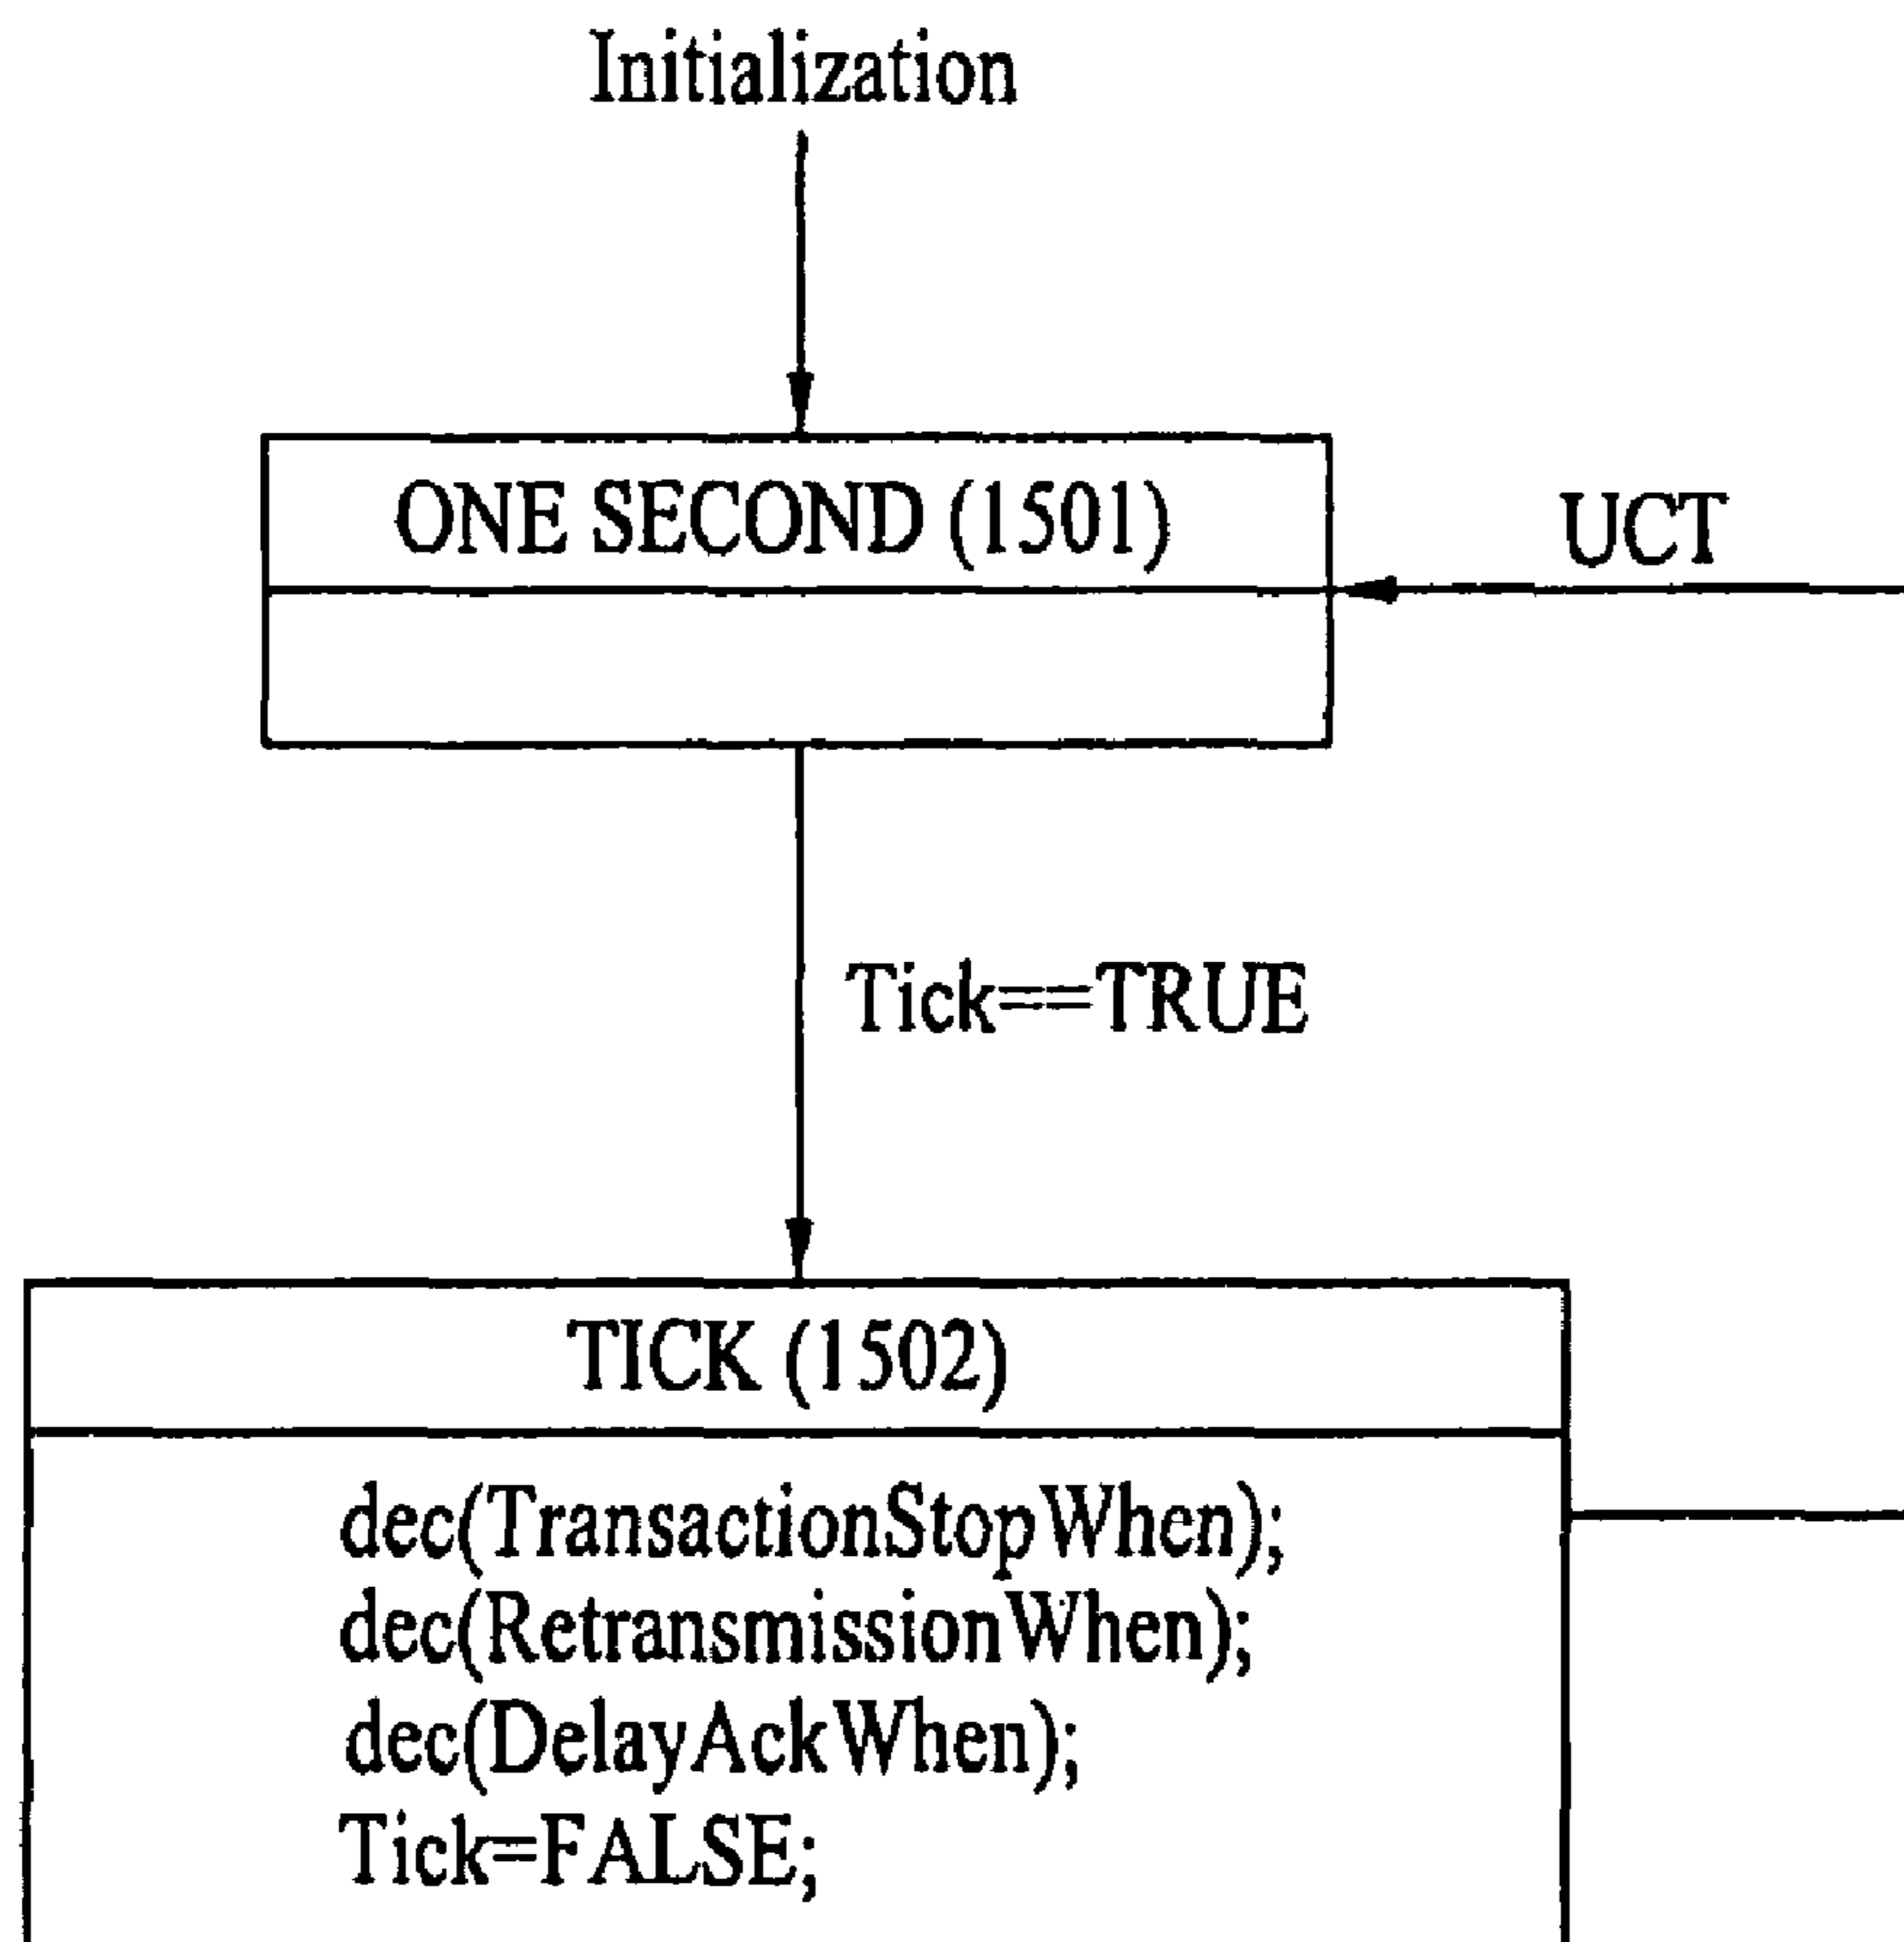 Initialization
ONE SECOND (1501)
UCT
Tick==TRUE
TICK (1502)
dec(TransactionStopWhen);
dec(RetransmissionWhen);
dec(DelayAckWhen);
Tick=FALSE;